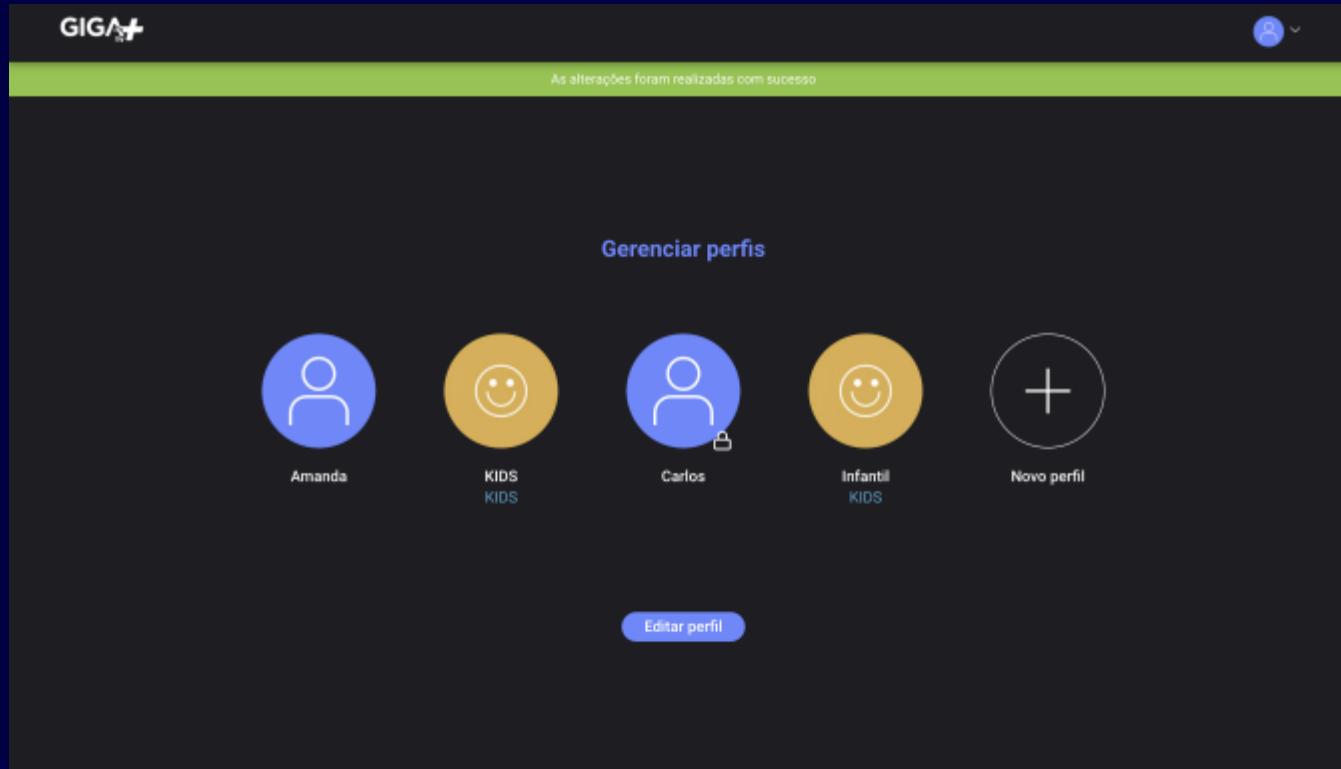 GIGA+
As alterações foram realizadas com sucesso
Gerenciar perfis
Amanda
KIDS
KIDS
Carlos
Infantil
KIDS
Novo perfil
Editar perfil